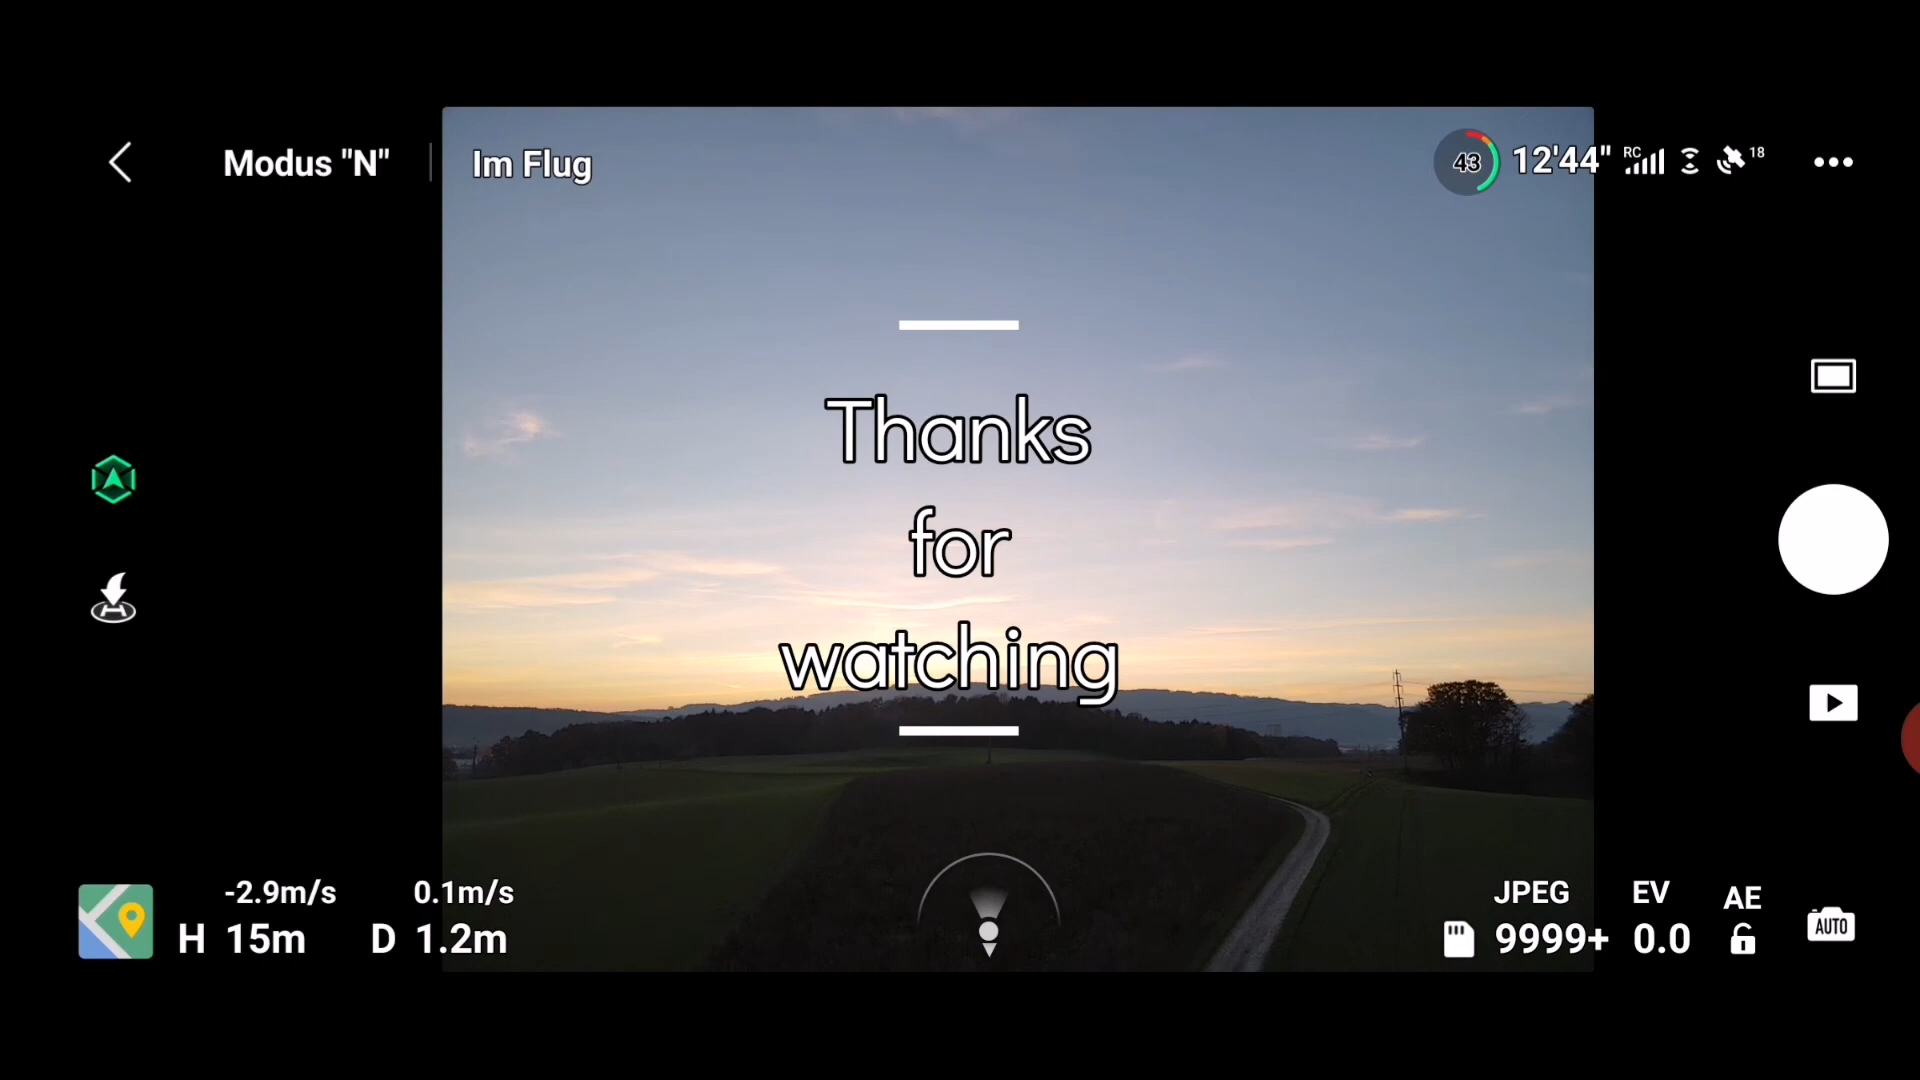 Modus "N"
Im Flug
43
12'44"
RC
18
Thanks
for
watching
-2.9m/s
0.1m/s
H 15m
D 1.2m
JPEG
9999+
EV
0.0
AE
AUTO